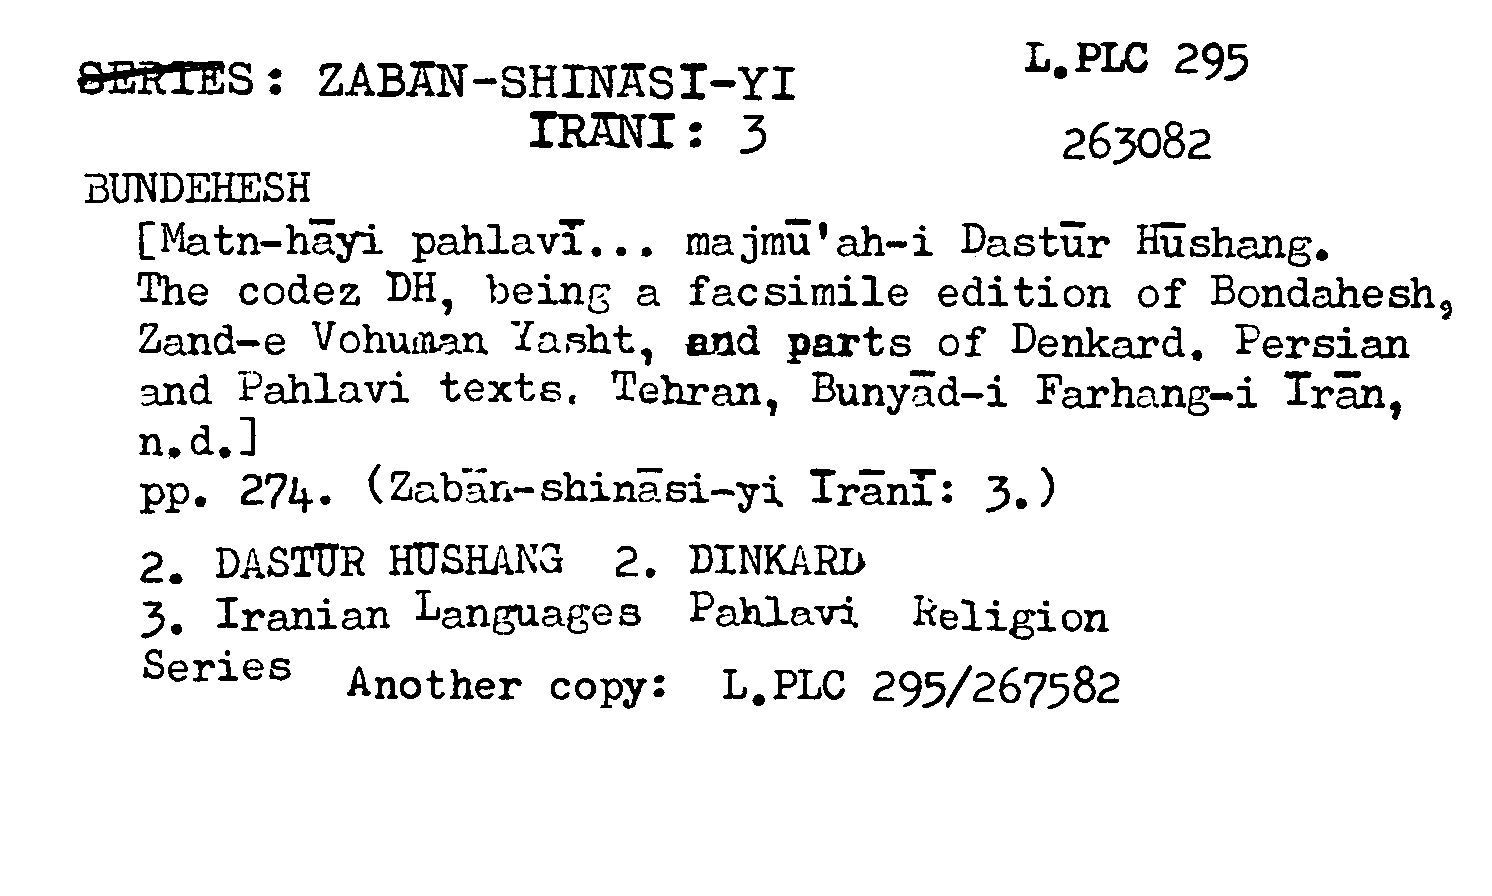 SERIES: ZABĀN-SHINĀSI-YI L.PLC 295
IRĀNI: 3 263082
BUNDEHESH
[Matn-hāyi pahlavī... majmū'ah-i Dastūr Hūshang.
The codez DH, being a facsimile edition of Bondahesh,
Zand-e Vohuman Yasht, and parts of Denkard. Persian
and Pahlavi texts. Tehran, Bunyād-i Farhang-i Irān,
n.d.]
pp. 274. (Zabān-shināsi-yi Irānī: 3.)
2. DASTŪR HŪSHANG 2. DINKARD
3. Iranian Languages Pahlavi Religion
Series Another copy: L.PLC 295/267582